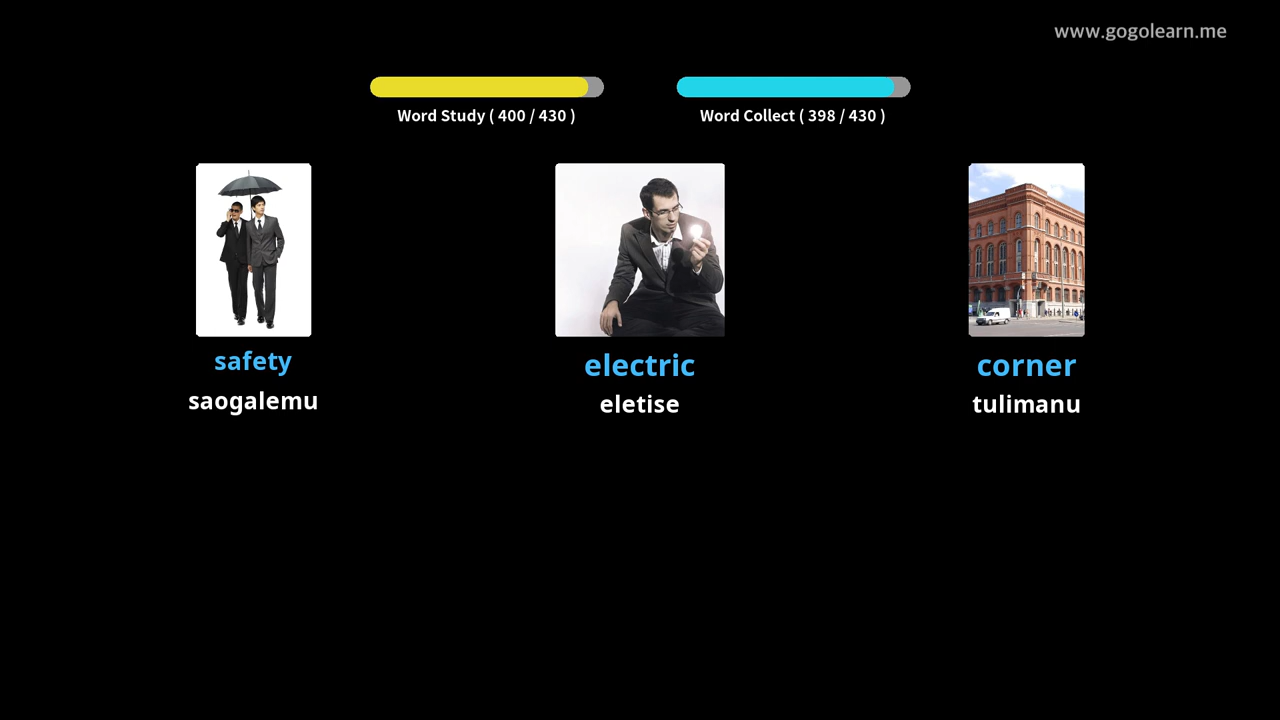 www.gogolearn.me
Word Study ( 400 / 430 )
Word Collect ( 398 / 430 )
safety
saogalemu
electric
eletise
corner
tulimanu